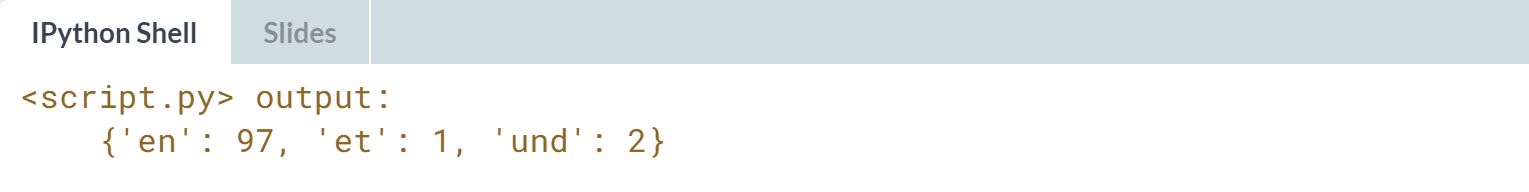 IPython Shell Slides
<script.py> output:
{'en': 97, 'et': 1, 'und': 2}